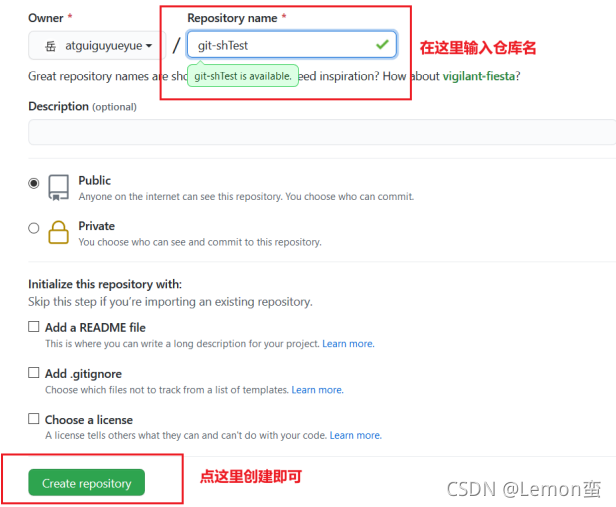 Owner * Repository name *
岳 atguiguyueyue / git-shTest
在这里输入仓库名
git-shTest is available.
Great repository names are sho eed inspiration? How about vigilant-fiesta?
Description (optional)
Public
Anyone on the internet can see this repository. You choose who can commit.
Private
You choose who can see and commit to this repository.
Initialize this repository with:
Skip this step if you're importing an existing repository.
Add a README file
This is where you can write a long description for your project. Learn more.
Add .gitignore
Choose which files not to track from a list of templates. Learn more.
Choose a license
A license tells others what they can and can't do with your code. Learn more.
Create repository 点这里创建即可
CSDN @Lemon蛮